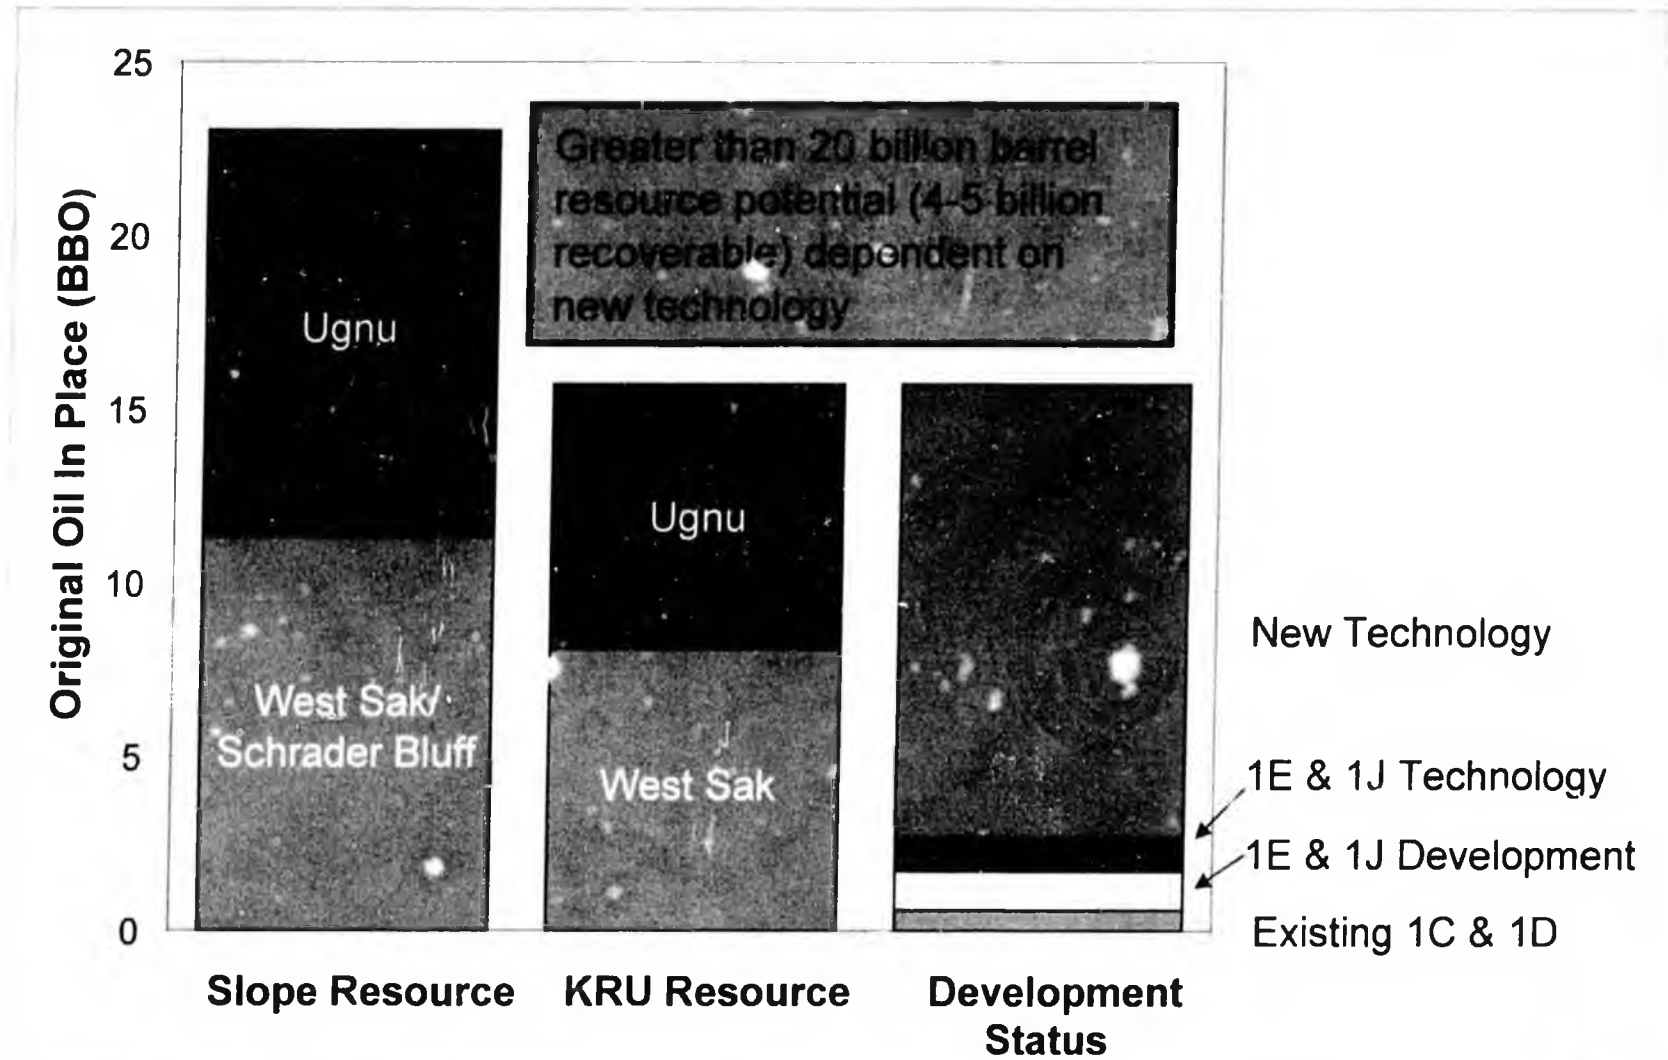 Original Oil In Place (BBO)
25
20
15
10
5
0
Greater than 20 billion barrel
resource potential (4-5 billion
recoverable) dependent on
new technology
Ugnu
West Sak/
Schrader Bluff
Ugnu
West Sak
New Technology
1E & 1J Technology
1E & 1J Development
Existing 1C & 1D
Slope Resource
KRU Resource
Development
Status